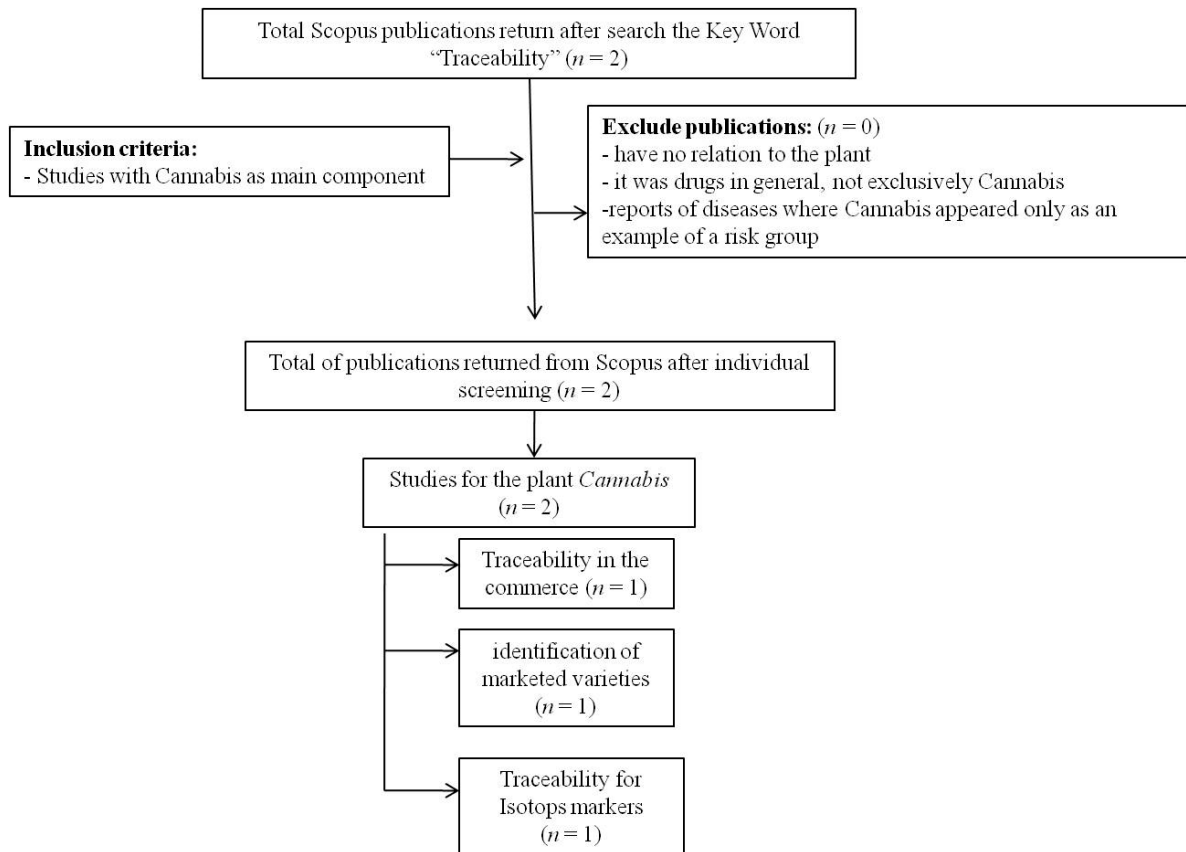 Total Scopus publications return after search the Key Word
“Traceability” (n = 2)
Inclusion criteria:
- Studies with Cannabis as main component
Exclude publications: (n = 0)
- have no relation to the plant
- it was drugs in general, not exclusively Cannabis
-reports of diseases where Cannabis appeared only as an
example of a risk group
Total of publications returned from Scopus after individual
screeming (n = 2)
Studies for the plant Cannabis
(n = 2)
Traceability in the
commerce (n = 1)
identification of
marketed varieties
(n = 1)
Traceability for
Isotops markers
(n = 1)